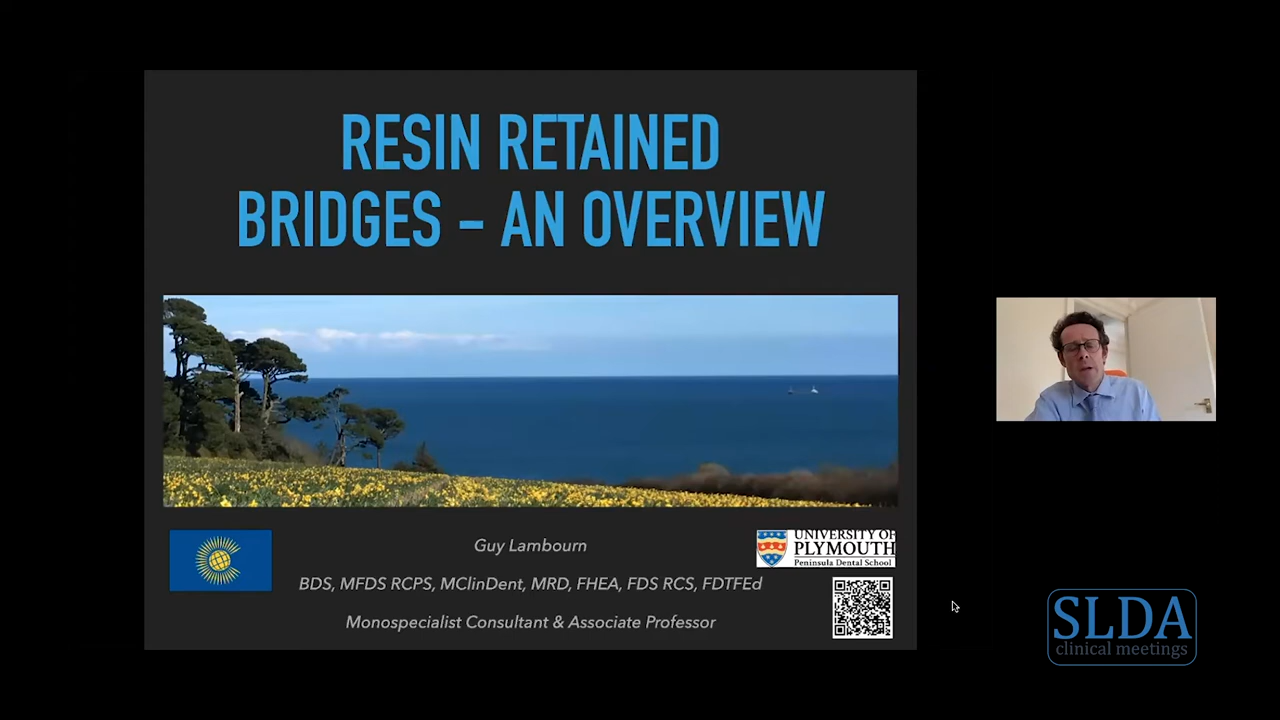 RESIN RETAINED
BRIDGES - AN OVERVIEW
Guy Lambourn
BDS, MFDS RCPS, MClinDent, MRD, FHEA, FDS RCS, FDTFEd
Monospecialist Consultant & Associate Professor
UNIVERSITY OF
PLYMOUTH
Peninsula Dental School
SLDA
clinical meetings